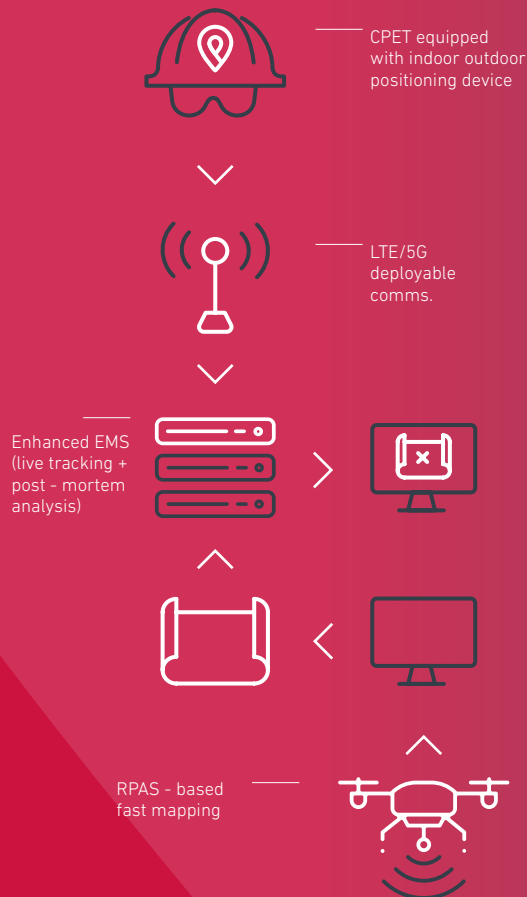 CPET equipped
with indoor outdoor
positioning device
LTE/5G
deployable
comms.
Enhanced EMS
(live tracking +
post - mortem
analysis)
RPAS - based
fast mapping